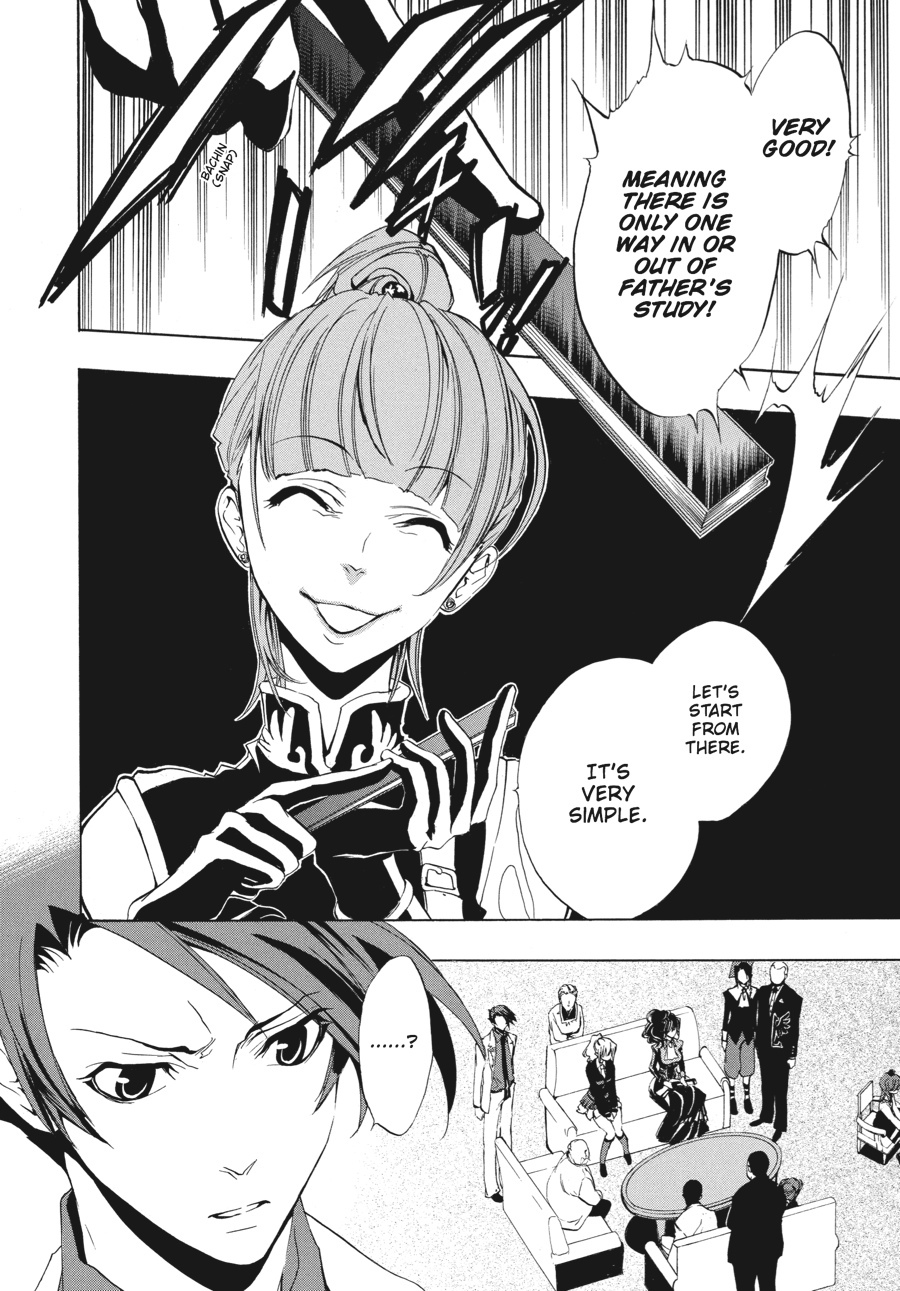 VERY
GOOD!
MEANING
THERE IS
ONLY ONE
WAY IN OR
OUT OF
FATHER'S
STUDY!
BACHIN
(SNAP)
LET'S
START
FROM
THERE.
IT'S
VERY
SIMPLE.
.......?